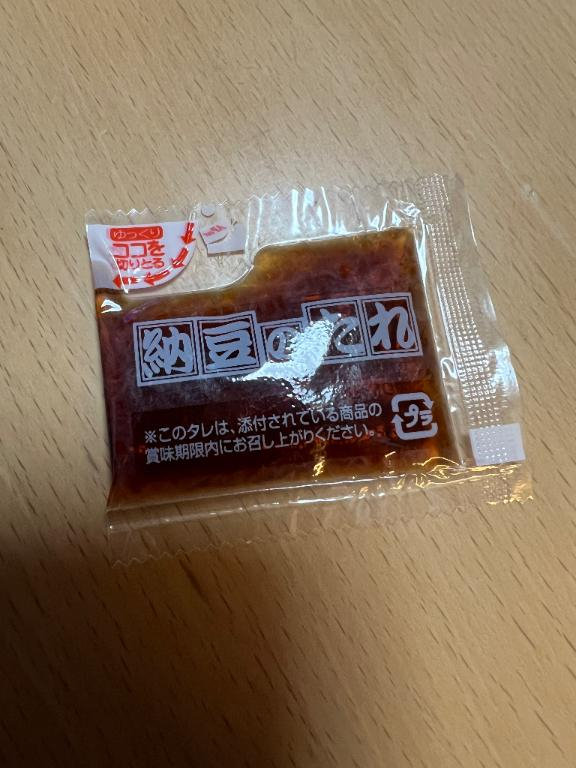 ゆっくり
ココを
切りとる
納豆のたれ
※このタレは、添付されている商品の
賞味期限内にお召し上がりください。
プラ